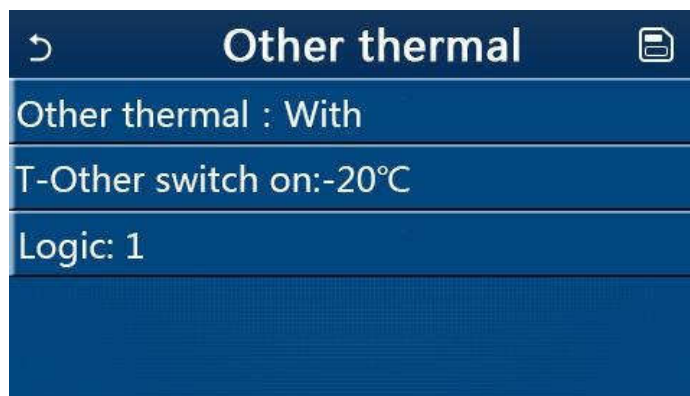 Other thermal
Other thermal : With
T-Other switch on:-20℃
Logic: 1